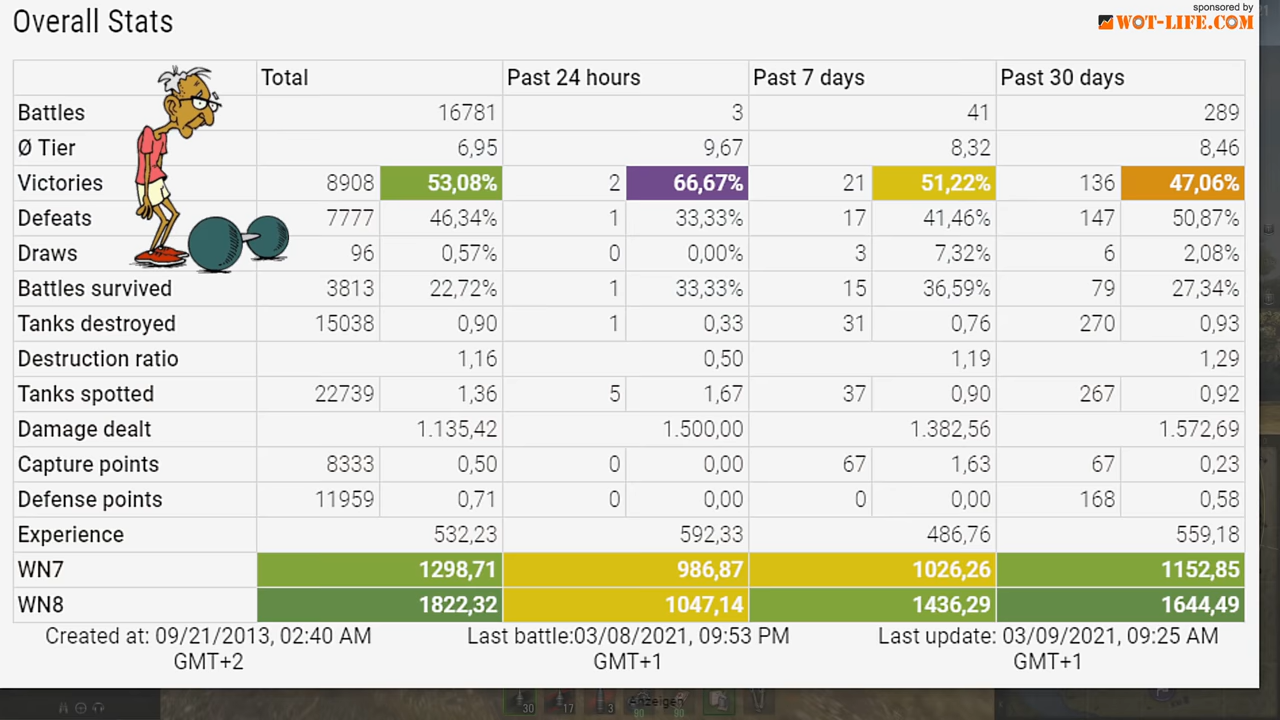 sponsored by
Overall Stats
WOT-LIFE.COM
Total Past 24 hours Past 7 days Past 30 days
Battles 16781 3 41 289
Ø Tier 6,95 9,67 8,32 8,46
Victories 8908 53,08% 2 66,67% 21 51,22% 136 47,06%
Defeats 7777 46,34% 1 33,33% 17 41,46% 147 50,87%
Draws 96 0,57% 0 0,00% 3 7,32% 6 2,08%
Battles survived 3813 22,72% 1 33,33% 15 36,59% 79 27,34%
Tanks destroyed 15038 0,90 1 0,33 31 0,76 270 0,93
Destruction ratio 1,16 0,50 1,19 1,29
Tanks spotted 22739 1,36 5 1,67 37 0,90 267 0,92
Damage dealt 1.135,42 1.500,00 1.382,56 1.572,69
Capture points 8333 0,50 0 0,00 67 1,63 67 0,23
Defense points 11959 0,71 0 0,00 0 0,00 168 0,58
Experience 532,23 592,33 486,76 559,18
WN7 1298,71 986,87 1026,26 1152,85
WN8 1822,32 1047,14 1436,29 1644,49
Created at: 09/21/2013, 02:40 AM Last battle:03/08/2021, 09:53 PM Last update: 03/09/2021, 09:25 AM
GMT+2 GMT+1 GMT+1
Anzeigen
30 17 3